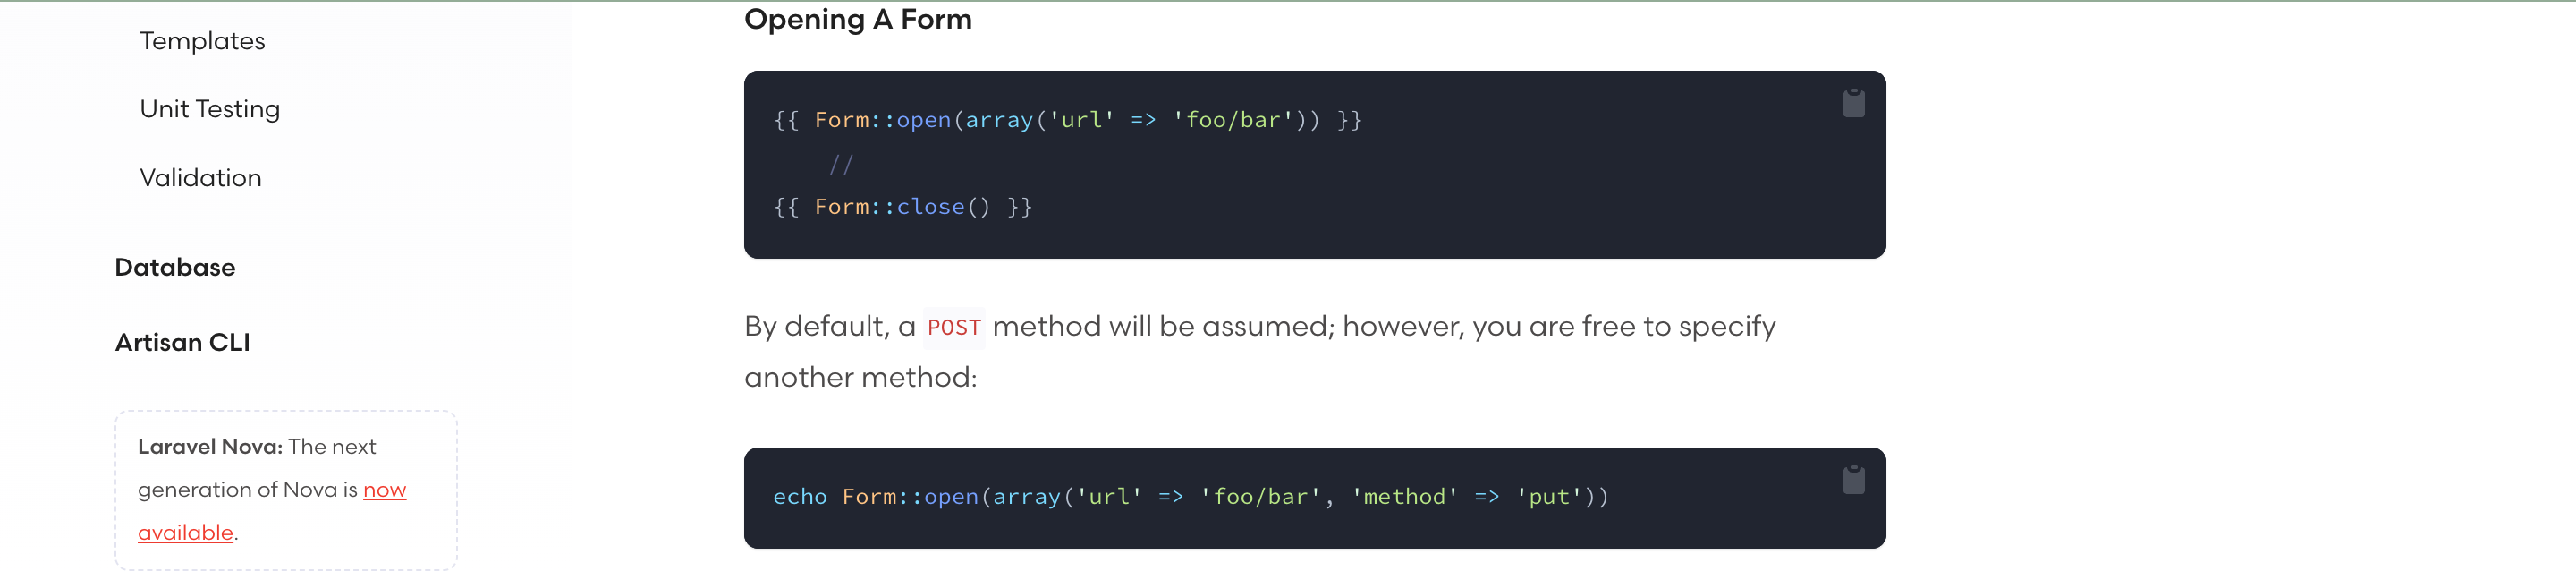 Templates
Unit Testing
Validation
Database
Artisan CLI
Laravel Nova: The next
generation of Nova is now
available.
Opening A Form
{{ Form::open(array('url' => 'foo/bar')) }}
    //
{{ Form::close() }}
By default, a POST method will be assumed; however, you are free to specify
another method:
echo Form::open(array('url' => 'foo/bar', 'method' => 'put'))